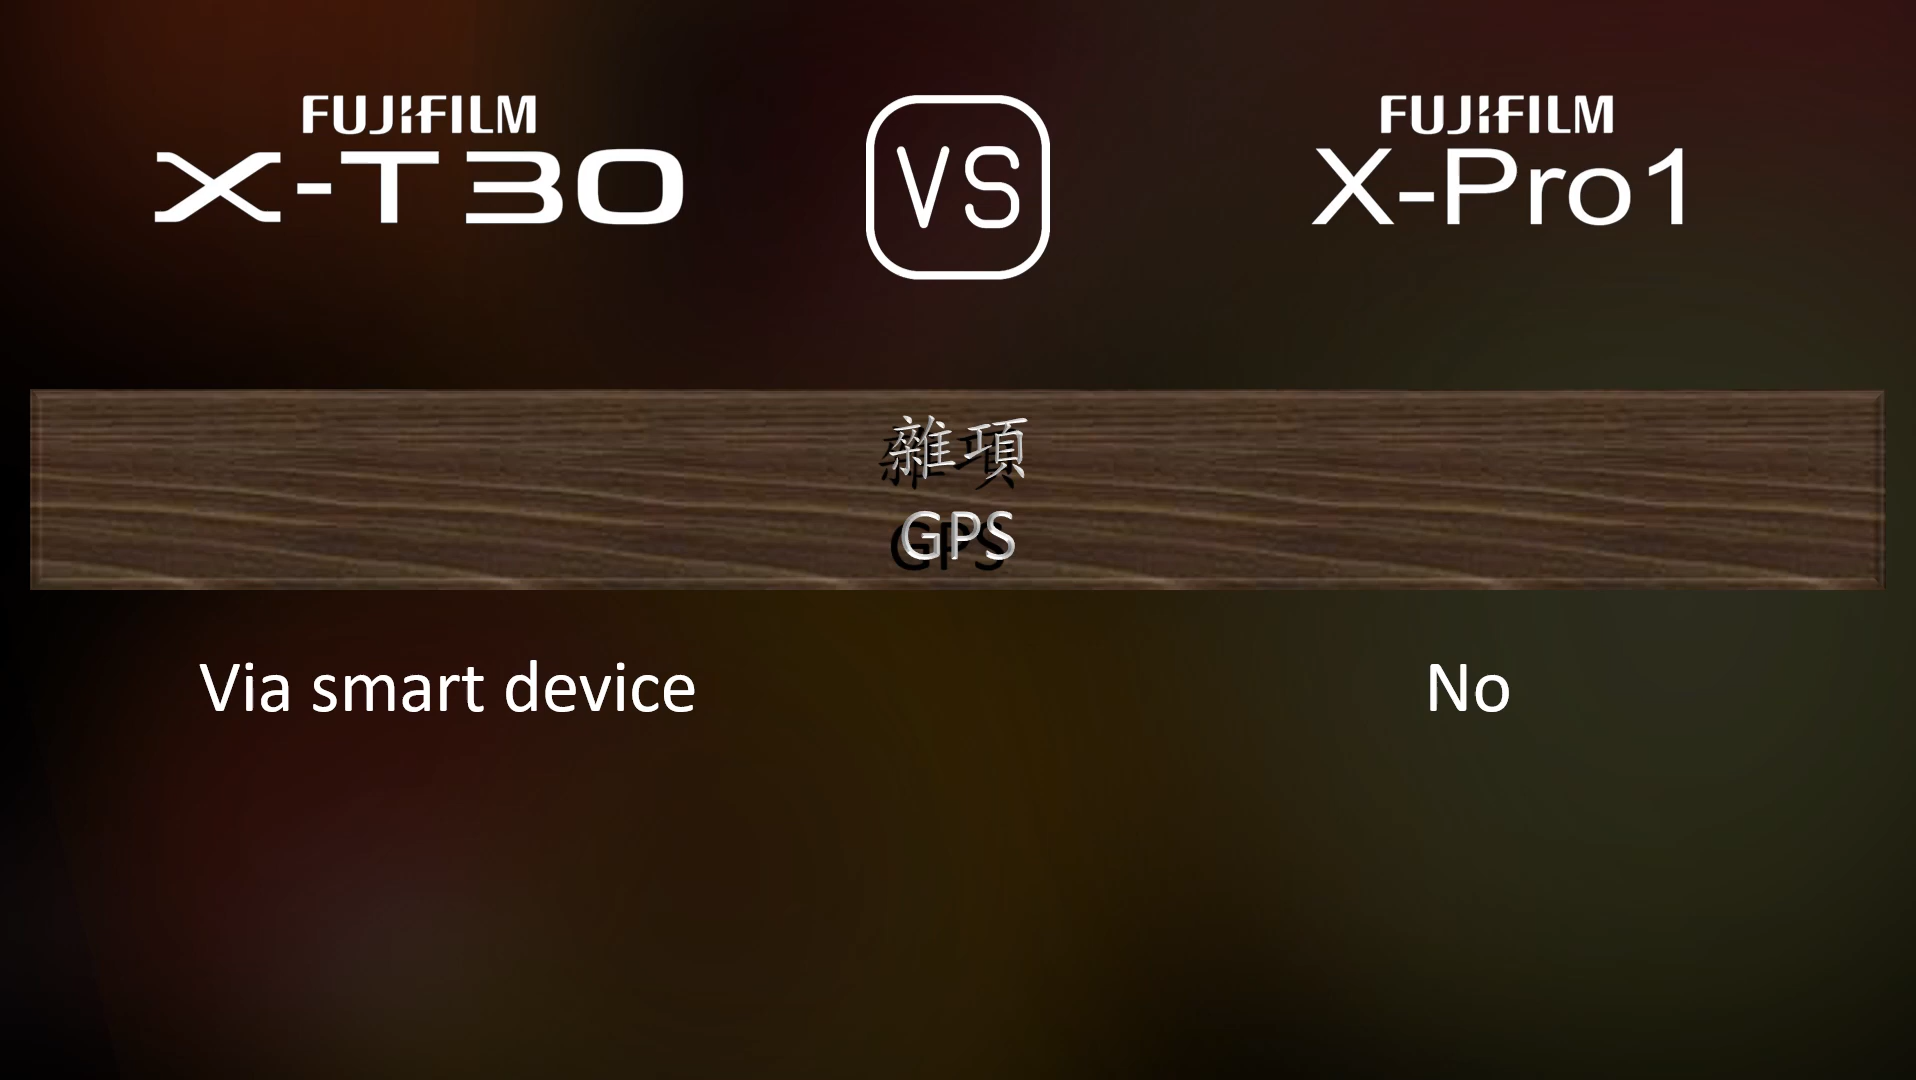 FUJIFILM
X-T30
VS
FUJIFILM
X-Pro1
雜項
GPS
Via smart device
No